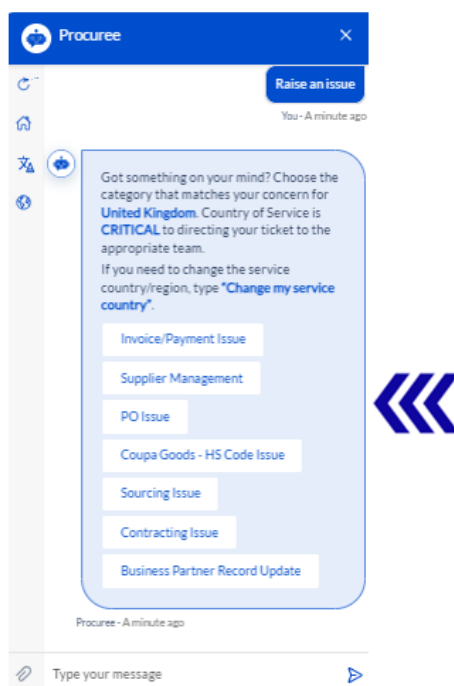 Procuree
Raise an issue
You - A minute ago
Got something on your mind? Choose the
category that matches your concern for
United Kingdom. Country of Service is
CRITICAL to directing your ticket to the
appropriate team.
If you need to change the service
country/region, type "Change my service
country".
Invoice/Payment Issue
Supplier Management
PO Issue
Coupa Goods - HS Code Issue
Sourcing Issue
Contracting Issue
Business Partner Record Update
Procuree - A minute ago
Type your message